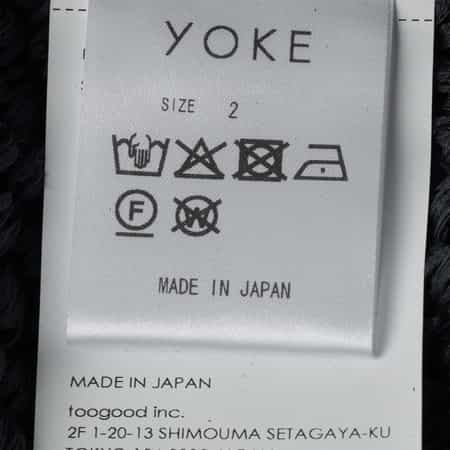 YOKE
SIZE 2
F
W
MADE IN JAPAN
MADE IN JAPAN
toogood inc.
2F 1-20-13 SHIMOUMA SETAGAYA-KU